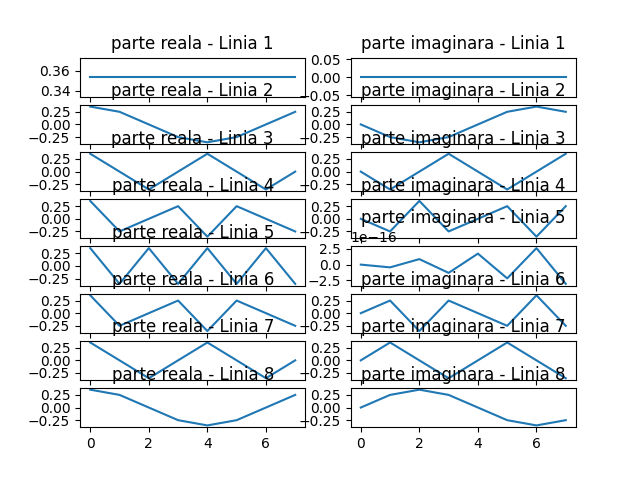 parte reala - Linia 1 parte imaginara - Linia 1
0.36 0.05
0.34 0.00
−0.05
parte reala - Linia 2 parte imaginara - Linia 2
0.25 0.25
0.00 0.00
−0.25 −0.25
parte reala - Linia 3 parte imaginara - Linia 3
0.25 0.25
0.00 0.00
−0.25 −0.25
parte reala - Linia 4 parte imaginara - Linia 4
0.25 0.25
0.00 0.00
−0.25 −0.25
parte reala - Linia 5 parte imaginara - Linia 5
1e−16
0.25 2.5
0.00 0.0
−0.25 −2.5
parte reala - Linia 6 parte imaginara - Linia 6
0.25 0.25
0.00 0.00
−0.25 −0.25
parte reala - Linia 7 parte imaginara - Linia 7
0.25 0.25
0.00 0.00
−0.25 −0.25
parte reala - Linia 8 parte imaginara - Linia 8
0.25 0.25
0.00 0.00
−0.25 −0.25
0 2 4 6 0 2 4 6